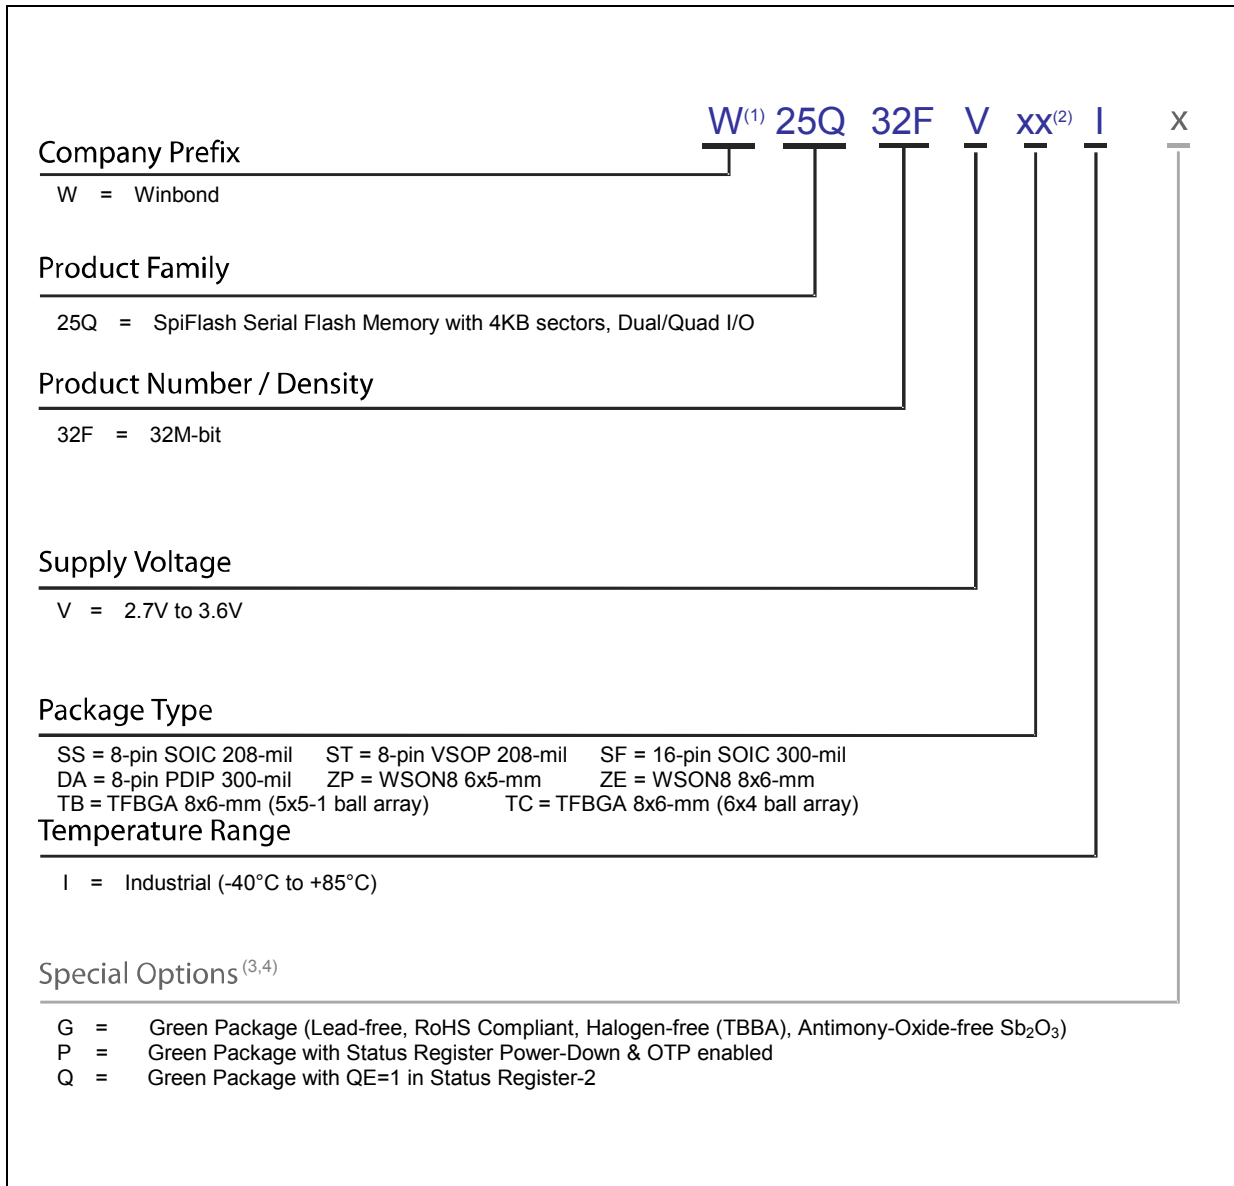 W(1) 25Q 32F V xx(2) I x
Company Prefix
W = Winbond
Product Family
25Q = SpiFlash Serial Flash Memory with 4KB sectors, Dual/Quad I/O
Product Number / Density
32F = 32M-bit
Supply Voltage
V = 2.7V to 3.6V
Package Type
SS = 8-pin SOIC 208-mil ST = 8-pin VSOP 208-mil SF = 16-pin SOIC 300-mil
DA = 8-pin PDIP 300-mil ZP = WSON8 6x5-mm ZE = WSON8 8x6-mm
TB = TFBGA 8x6-mm (5x5-1 ball array) TC = TFBGA 8x6-mm (6x4 ball array)
Temperature Range
I = Industrial (-40°C to +85°C)
Special Options (3,4)
G = Green Package (Lead-free, RoHS Compliant, Halogen-free (TBBA), Antimony-Oxide-free Sb₂O₃)
P = Green Package with Status Register Power-Down & OTP enabled
Q = Green Package with QE=1 in Status Register-2